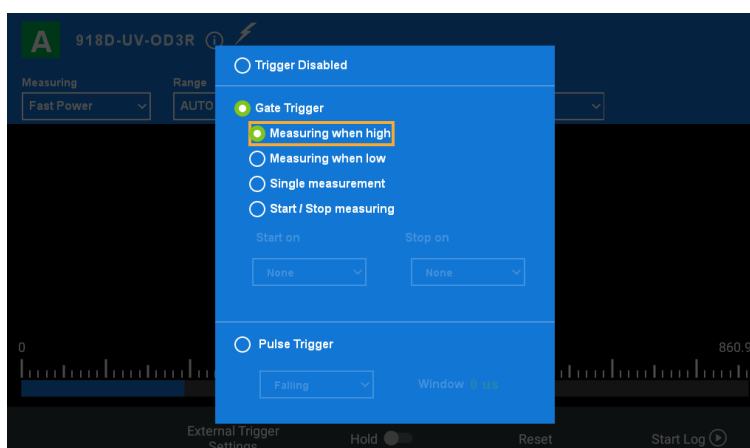 A 918D-UV-OD3R i
Measuring Range
Fast Power AUTO
Trigger Disabled
Gate Trigger
Measuring when high
Measuring when low
Single measurement
Start / Stop measuring
Start on Stop on
None None
Pulse Trigger
Falling Window 0 us
0 860.9
External Trigger
Settings Hold Reset Start Log